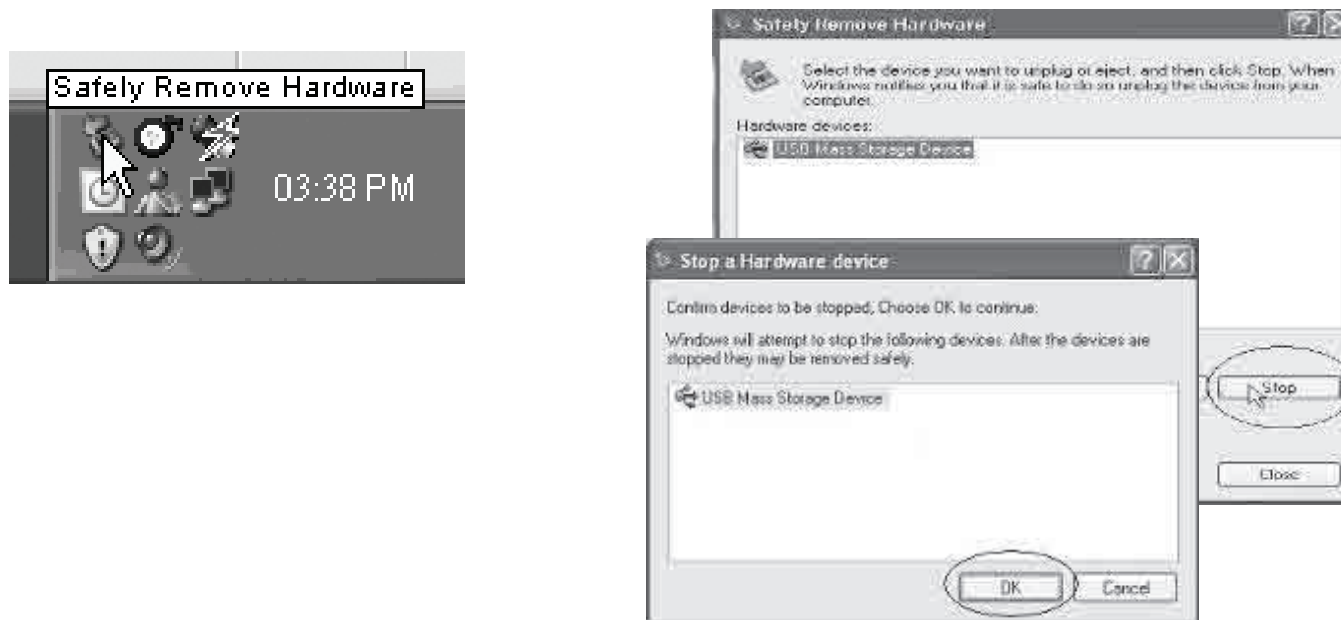 Safely Remove Hardware
03:38 PM
Safely Remove Hardware
Select the device you want to unplug or eject, and then click Stop. When
Windows notifies you that it is safe to do so unplug the device from your
computer.
Hardware devices:
USB Mass Storage Device
Stop
Close
Stop a Hardware device
Confirm devices to be stopped, Choose OK to continue.
Windows will attempt to stop the following devices. After the devices are
stopped they may be removed safely.
USB Mass Storage Device
OK
Cancel